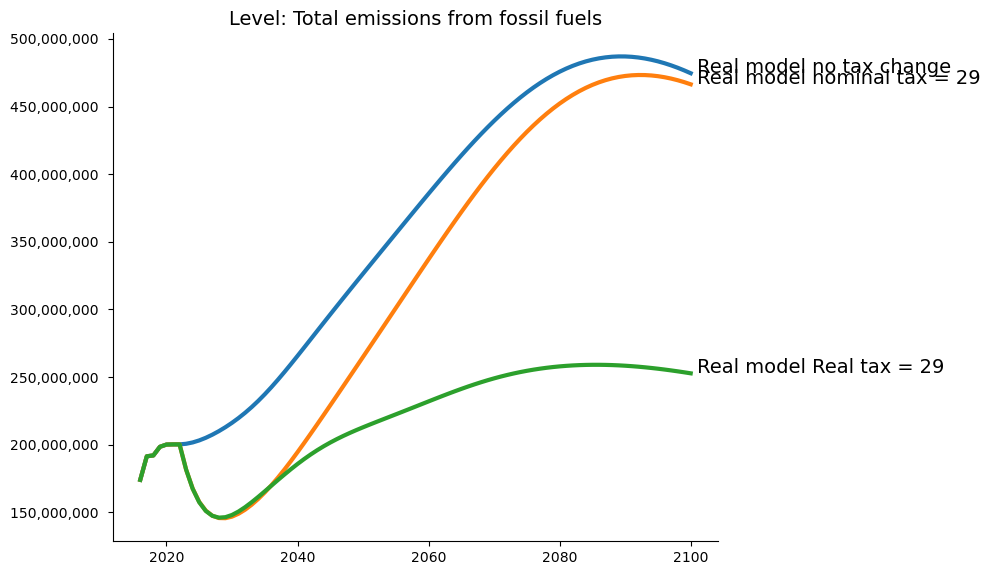 Level: Total emissions from fossil fuels
500,000,000
450,000,000
400,000,000
350,000,000
300,000,000
250,000,000
200,000,000
150,000,000
Real model no tax change
Real model nominal tax = 29
Real model Real tax = 29
2020 2040 2060 2080 2100